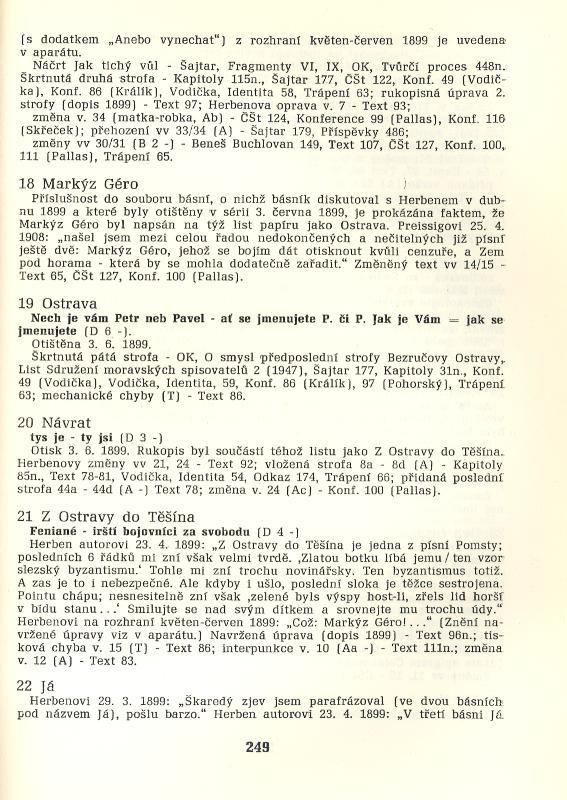 (s dodatkem „Anebo vynechat“) z rozhraní květen-červen 1899 je uvedena
v aparátu.
Náčrt Jak tichý vůl - Šajtar, Fragmenty VI, IX, OK, Tvůrčí proces 448n.
Škrtnutá druhá strofa - Kapitoly 115n., Šajtar 177, ČSt 122, Konf. 49 (Vodič-
ka), Konf. 86 (Králík), Vodička, Identita 58, Trápení 63; rukopisná úprava 2.
strofy (dopis 1899) - Text 97; Herbenova oprava v. 7 - Text 93;
změna v. 34 (matka-robka, Ab) - ČSt 124, Konference 99 (Pallas), Konf. 116
(Skřeček); přehození vv 33/34 (A) - Šajtar 179, Příspěvky 486;
změny vv 30/31 (B 2 -) - Beneš Buchlovan 149, Text 107, ČSt 127, Konf. 100,
111 (Pallas), Trápení 65.
18 Markýz Géro
Příslušnost do souboru básní, o nichž básník diskutoval s Herbenem v dub-
nu 1899 a které byly otištěny v sérii 3. června 1899, je prokázána faktem, že
Markýz Géro byl napsán na týž list papíru jako Ostrava. Preissigovi 25. 4.
1908: „našel jsem mezi celou řadou nedokončených a nečitelných již písní
ještě dvě: Markýz Géro, jehož se bojím dát otisknout kvůli cenzuře, a Zem
pod horama - která by se mohla dodatečně zařadit.“ Změněný text vv 14/15 -
Text 65, ČSt 127, Konf. 100 (Pallas).
19 Ostrava
Nech je vám Petr neb Pavel - ať se jmenujete P. či P. Jak je Vám = jak se
jmenujete (D 6 -).
Otištěna 3. 6. 1899.
Škrtnutá pátá strofa - OK, O smysl předposlední strofy Bezručovy Ostravy,
List Sdružení moravských spisovatelů 2 (1947), Šajtar 177, Kapitoly 31n., Konf.
49 (Vodička), Vodička, Identita, 59, Konf. 86 (Králík), 97 (Pohorský), Trápení
63; mechanické chyby (T) - Text 86.
20 Návrat
tys je - ty jsi (D 3 -)
Otisk 3. 6. 1899. Rukopis byl součástí téhož listu jako Z Ostravy do Těšína.
Herbenovy změny vv 21, 24 - Text 92; vložená strofa 8a - 8d (A) - Kapitoly
85n., Text 78-81, Vodička, Identita 54, Odkaz 174, Trápení 66; přidaná poslední
strofa 44a - 44d (A -) Text 78; změna v. 24 (Ac) - Konf. 100 (Pallas).
21 Z Ostravy do Těšína
Feniané - irští bojovníci za svobodu (D 4 -)
Herben autorovi 23. 4. 1899: „Z Ostravy do Těšína je jedna z písní Pomsty;
posledních 6 řádků mi zní však velmi tvrdě. ‚Zlatou botku líbá jemu / ten vzor
slezský byzantismu.‘ Tohle mi zní trochu novinářsky. Ten byzantismus totiž.
A zas je to i nebezpečné. Ale kdyby i ušlo, poslední sloka je těžce sestrojena.
Pointu chápu; nesnesitelně zní však ‚zelené byls výspy host-li, zřels lid horší
v bídu stanu...‘ Smilujte se nad svým dítkem a srovnejte mu trochu údy.“
Herbenovi na rozhraní květen-červen 1899: „Což: Markýz Géro!...“ (Znění na-
vržené úpravy viz v aparátu.) Navržená úprava (dopis 1899) - Text 96n.; tis-
ková chyba v. 15 (T) - Text 86; interpunkce v. 10 (Aa -) - Text 111n.; změna
v. 12 (A) - Text 83.
22 Já
Herbenovi 29. 3. 1899: „Škaredý zjev jsem parafrázoval (ve dvou básních
pod názvem Já), pošlu barzo.“ Herben autorovi 23. 4. 1899: „V třetí básni Já
249